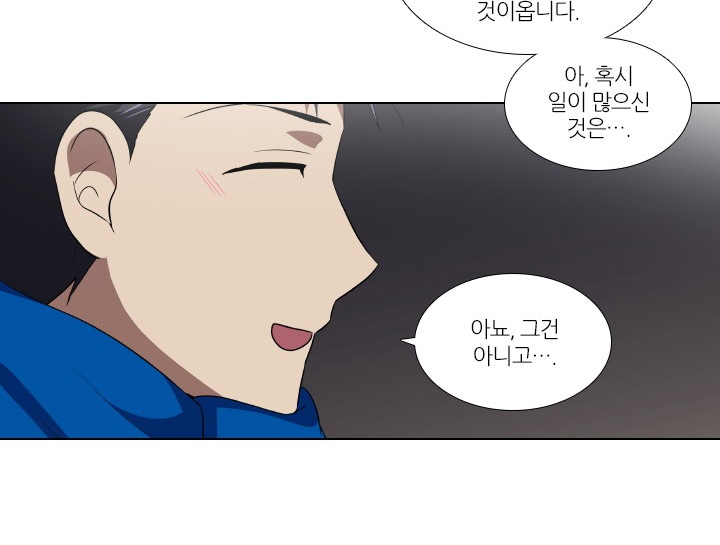 것이옵니다.
아, 혹시
일이 많으신
것은….
아뇨, 그건
아니고….